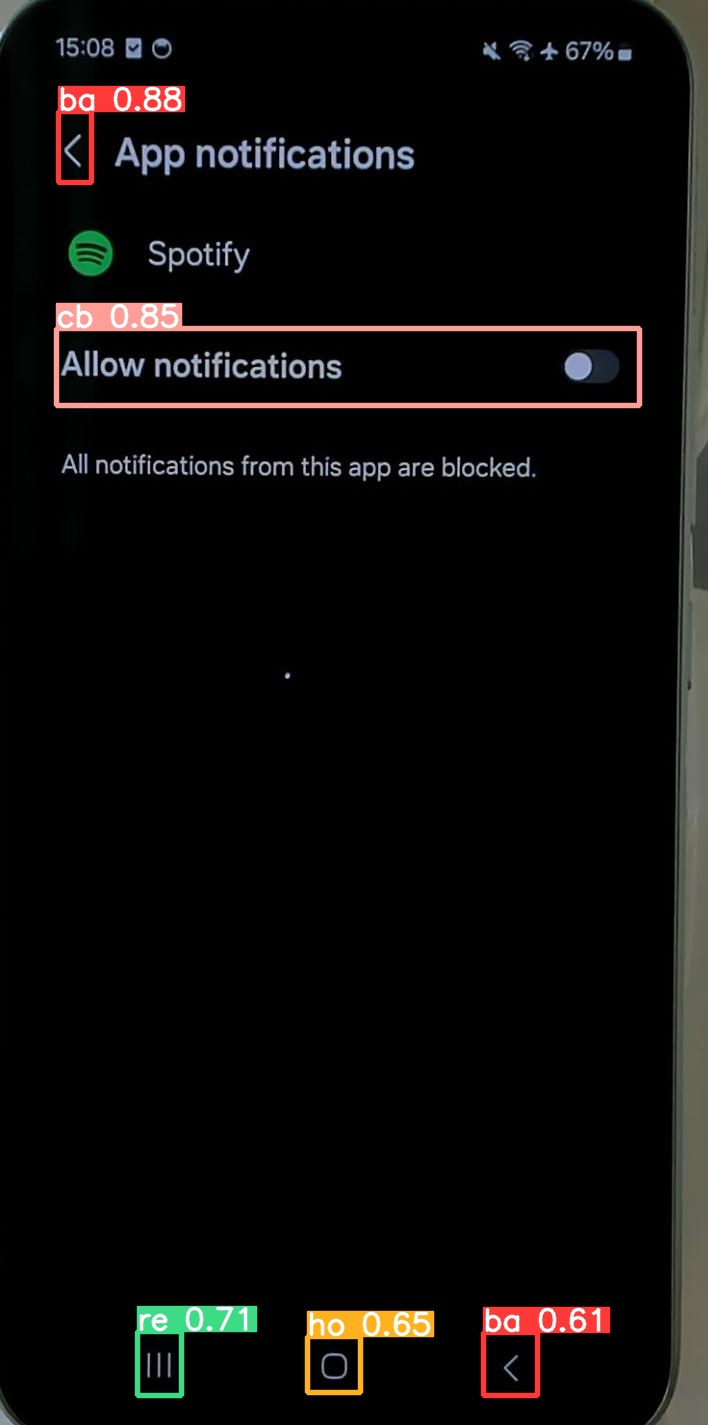 15:08 67%
ba 0.88
App notifications
Spotify
cb 0.85
Allow notifications
All notifications from this app are blocked.
re 0.71 ho 0.65 ba 0.61